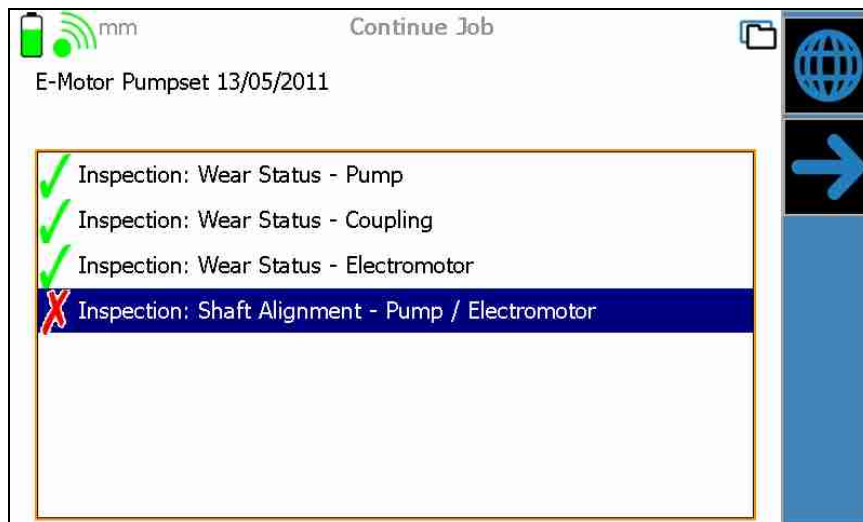 mm
Continue Job
E-Motor Pumpset 13/05/2011
Inspection: Wear Status - Pump
Inspection: Wear Status - Coupling
Inspection: Wear Status - Electromotor
Inspection: Shaft Alignment - Pump / Electromotor